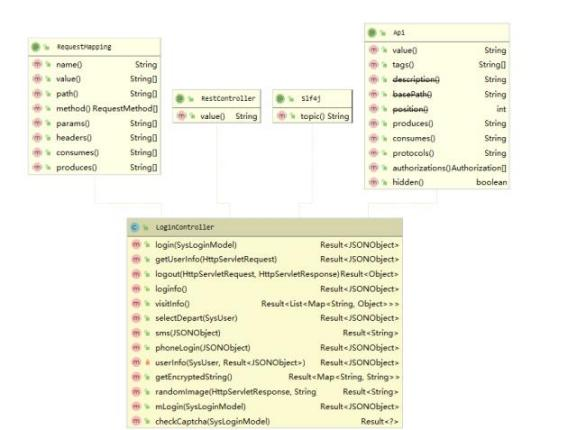 RequestMapping
name() String
value() String[]
path() String[]
method() RequestMethod[]
params() String[]
headers() String[]
consumes() String[]
produces() String[]
RestController
value() String
Slf4j
topic() String
Api
value() String
tags() String[]
description() String
basePath() String
position() int
produces() String
consumes() String
protocols() String
authorizations()Authorization[]
hidden() boolean
LoginController
login(SysLoginModel) Result<JSONObject>
getUserInfo(HttpServletRequest) Result<JSONObject>
logout(HttpServletRequest, HttpServletResponse)Result<Object>
loginfo() Result<JSONObject>
visitInfo() Result<List<Map<String, Object>>>
selectDepart(SysUser) Result<JSONObject>
sms(JSONObject) Result<String>
phoneLogin(JSONObject) Result<JSONObject>
userInfo(SysUser, Result<JSONObject>) Result<JSONObject>
getEncryptedString() Result<Map<String, String>>
randomImage(HttpServletResponse, String Result<String>
mLogin(SysLoginModel) Result<JSONObject>
checkCaptcha(SysLoginModel) Result<?>